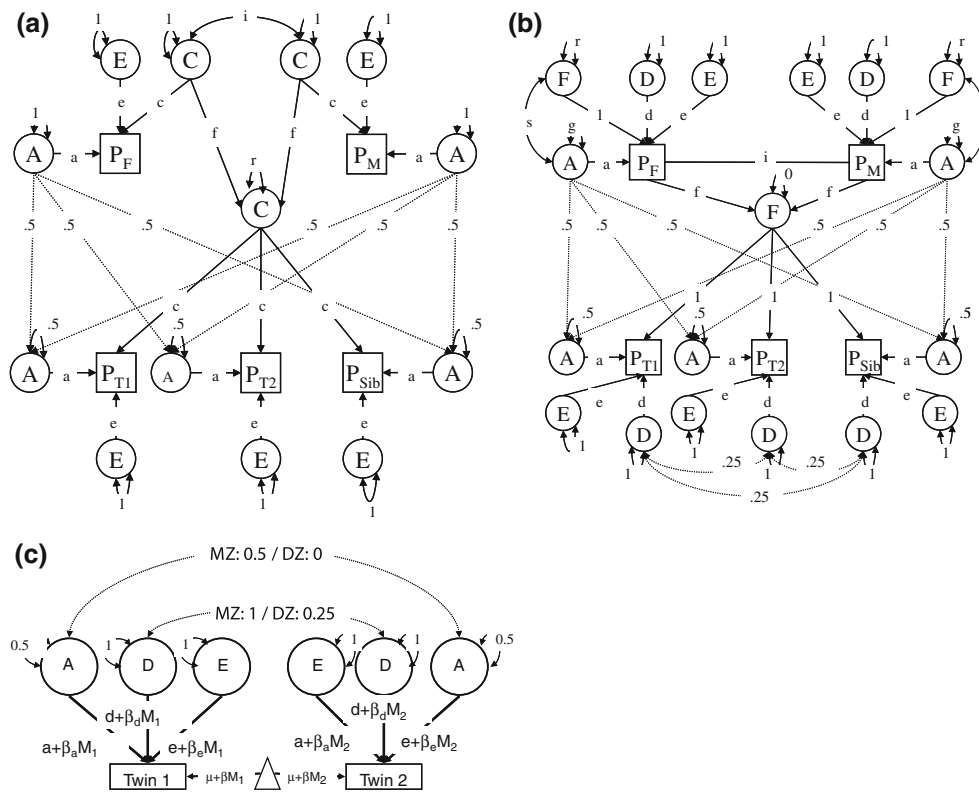 (a)
1 1 i 1 1
E C C E
e c c e
1 f f 1
A a P_F P_M a A
r
C
.5 .5 .5 .5 .5 .5
c c c
.5 .5 .5
A a P_T1 A a P_T2 P_Sib a A
e e e
E E E
1 1 1
(b)
r 1 1 1 1 r
F D E E D F
s l d e e d l
g i g
A a P_F P_M a A
f 0 f
F
.5 .5 .5 .5 .5 .5
l l l
.5 .5 .5
A a P_T1 A a P_T2 P_Sib a A
e d e d d e
E D E D D E
1 1 1 1 1 1
.25 .25
.25
(c)
MZ: 0.5 / DZ: 0
MZ: 1 / DZ: 0.25
0.5 1 1 1 1 0.5
A D E E D A
d+β_dM_1 d+β_dM_2
a+β_aM_1 e+β_eM_1 a+β_aM_2 e+β_eM_2
Twin 1 μ+βM_1 μ+βM_2 Twin 2